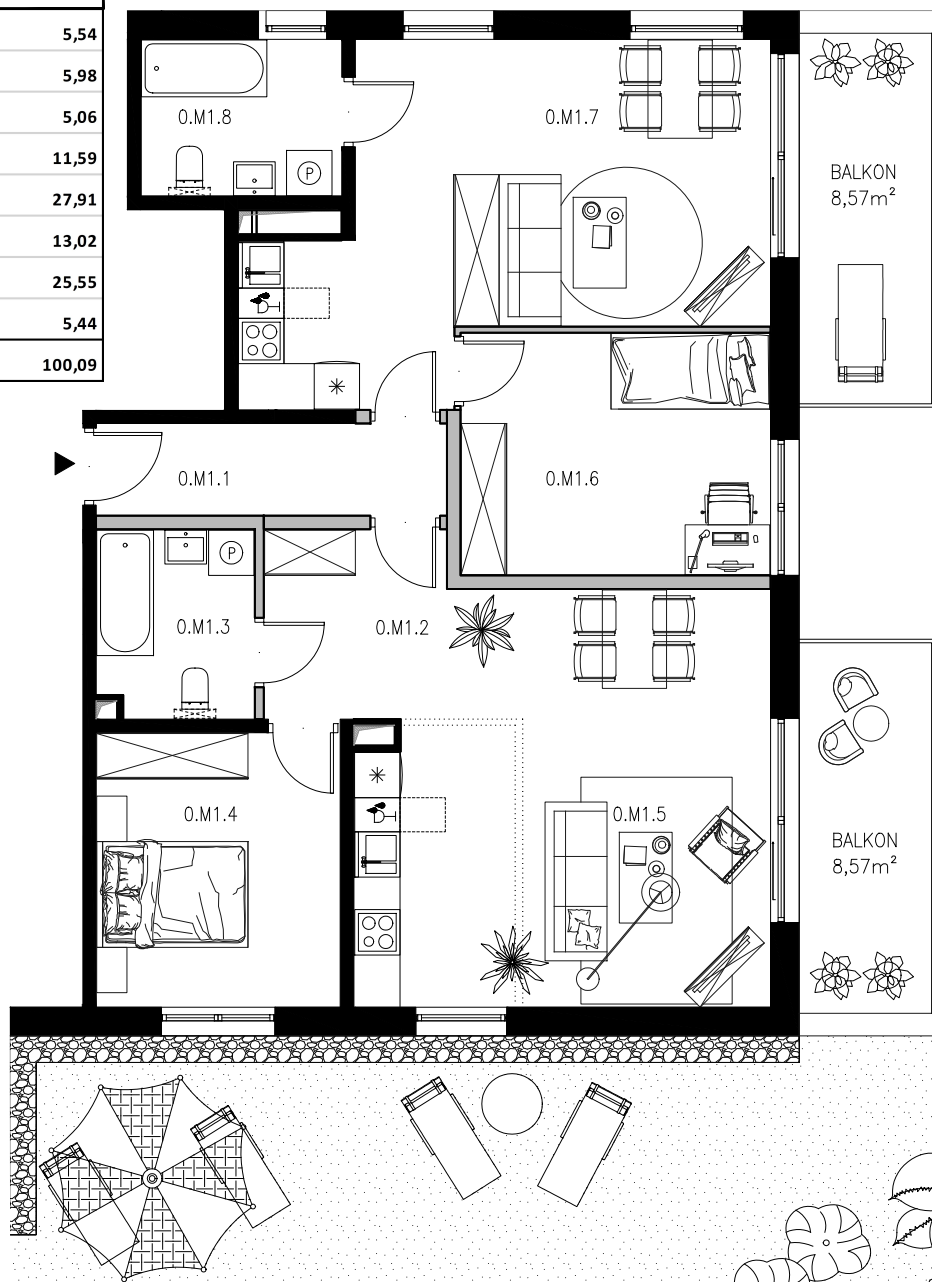 5,54
5,98
5,06
11,59
27,91
13,02
25,55
5,44
100,09
0.M1.8
P
0.M1.7
BALKON
8,57m²
0.M1.1
0.M1.6
P
0.M1.3
0.M1.2
0.M1.4
0.M1.5
BALKON
8,57m²